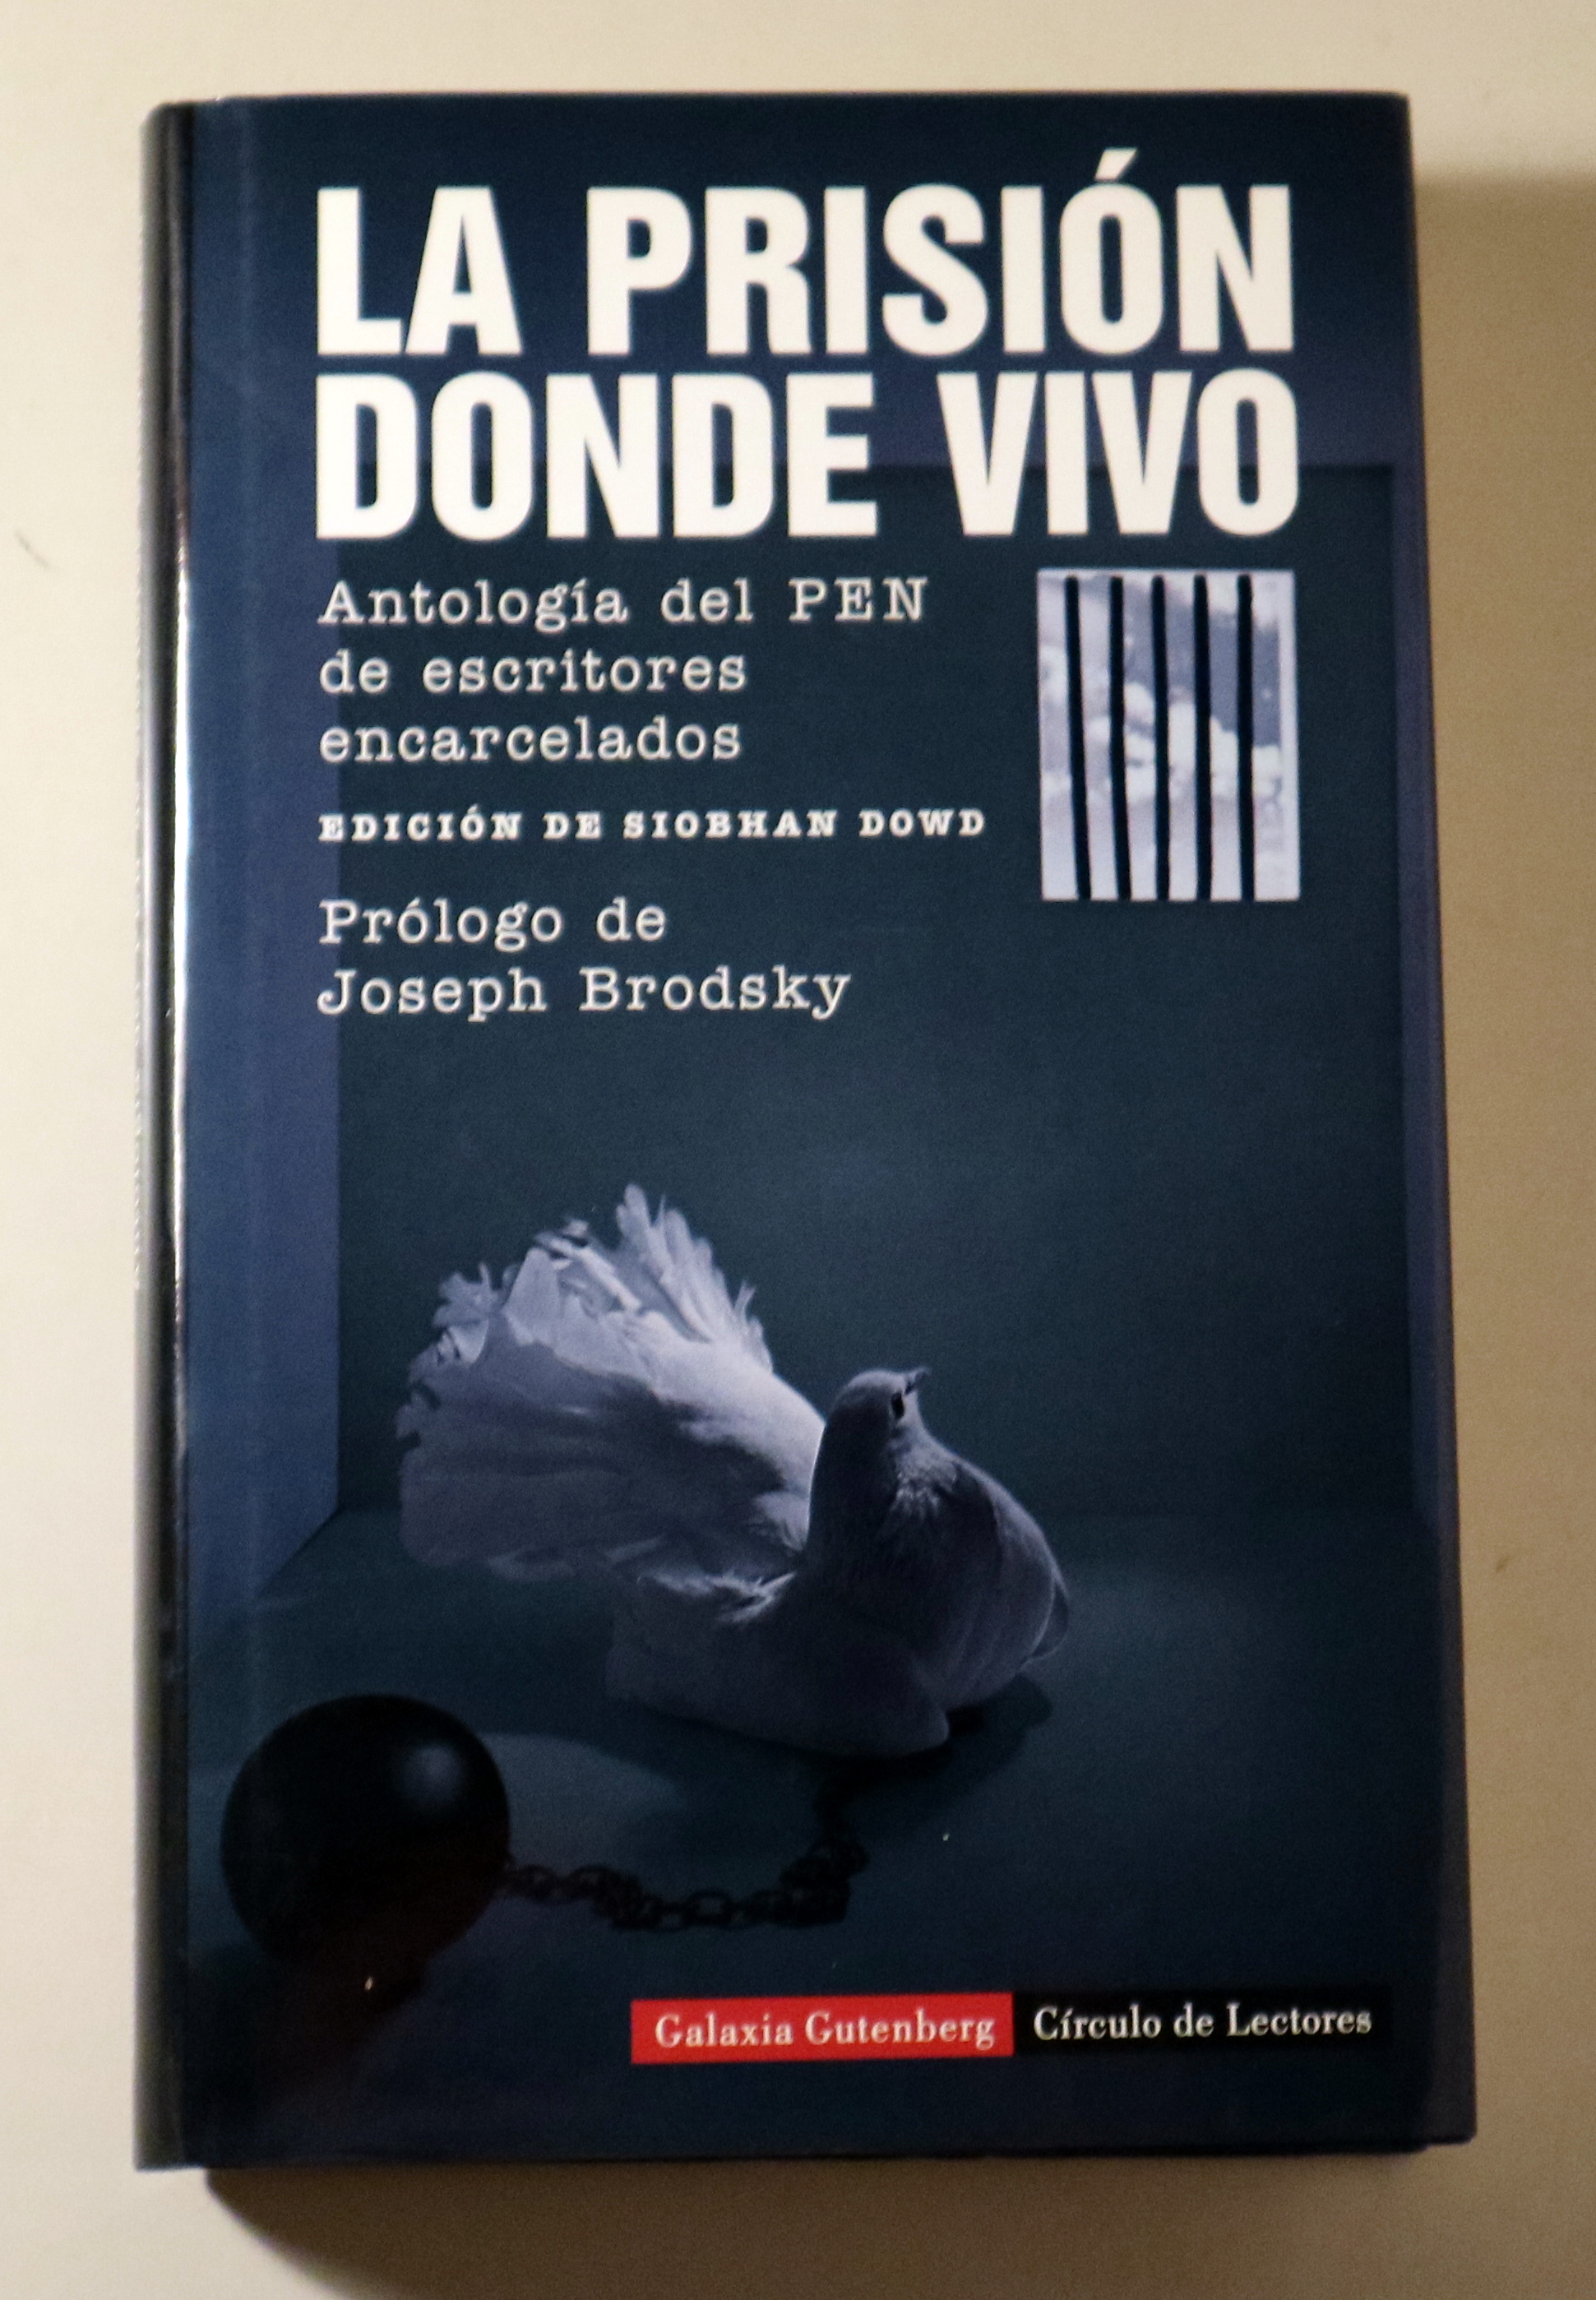 LA PRISIÓN
DONDE VIVO
Antología del PEN
de escritores
encarcelados
EDICIÓN DE SIOBHAN DOWD
Prólogo de
Joseph Brodsky
Galaxia Gutenberg Círculo de Lectores